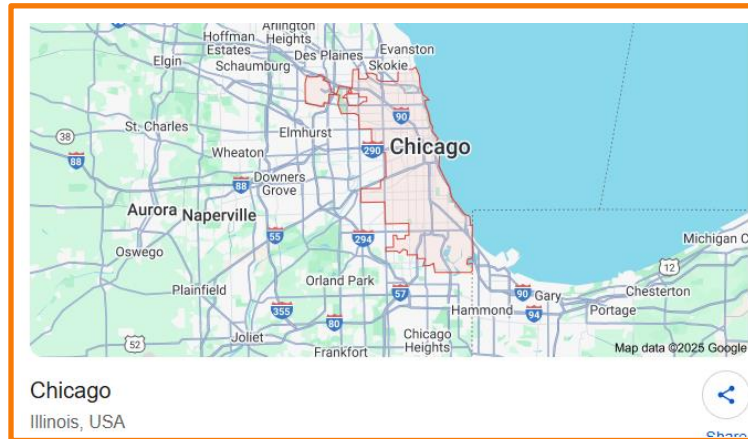 Arlington
Heights
Hoffman
Estates
Des Plaines
Evanston
Skokie
Elgin
Schaumburg
90
St. Charles
Elmhurst
Chicago
38
290
88
Wheaton
Downers
Grove
88
Aurora
Naperville
55
294
Michigan C
Oswego
12
Orland Park
Plainfield
57
90
Gary
Chesterton
355
Hammond
94
Portage
80
52
Joliet
Chicago
Heights
Frankfort
Map data ©2025 Google
Chicago
Illinois, USA
Share